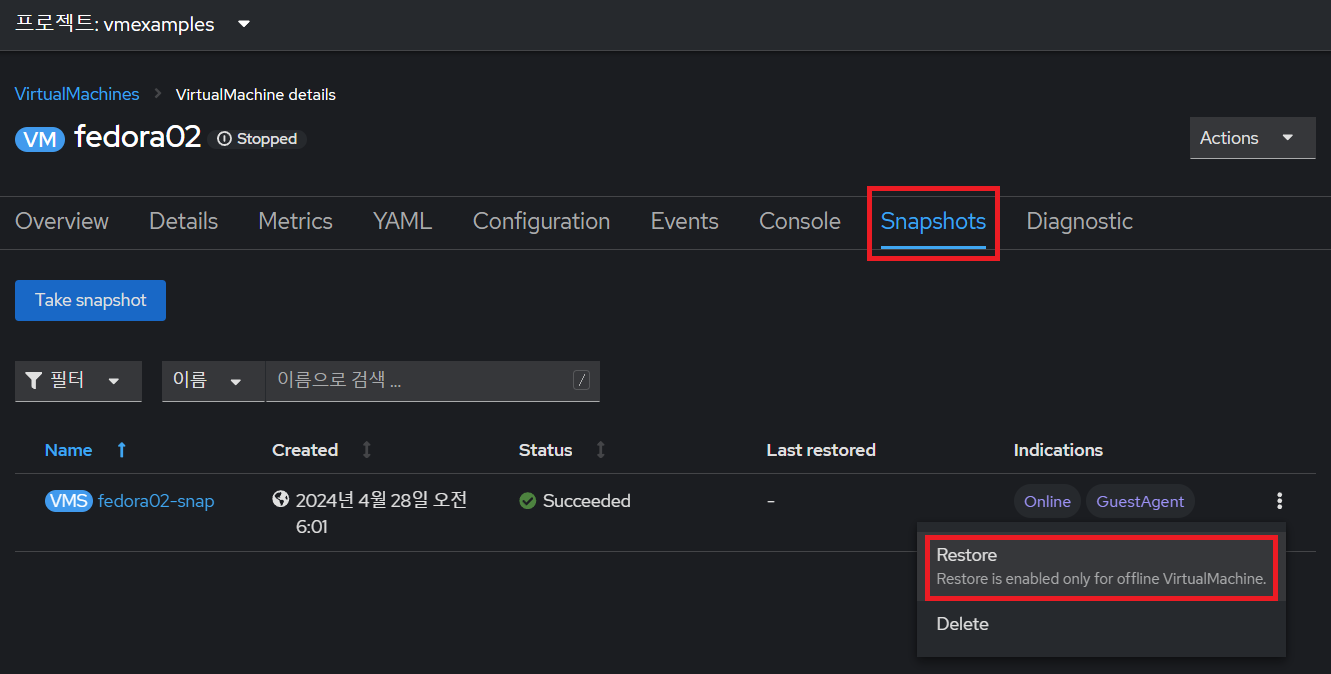 프로젝트: vmexamples
VirtualMachines > VirtualMachine details
VM fedora02 Stopped
Actions
Overview Details Metrics YAML Configuration Events Console Snapshots Diagnostic
Take snapshot
필터 이름 이름으로 검색 ... /
Name Created Status Last restored Indications
VMS fedora02-snap 2024년 4월 28일 오전 Succeeded - Online GuestAgent
6:01
Restore
Restore is enabled only for offline VirtualMachine.
Delete